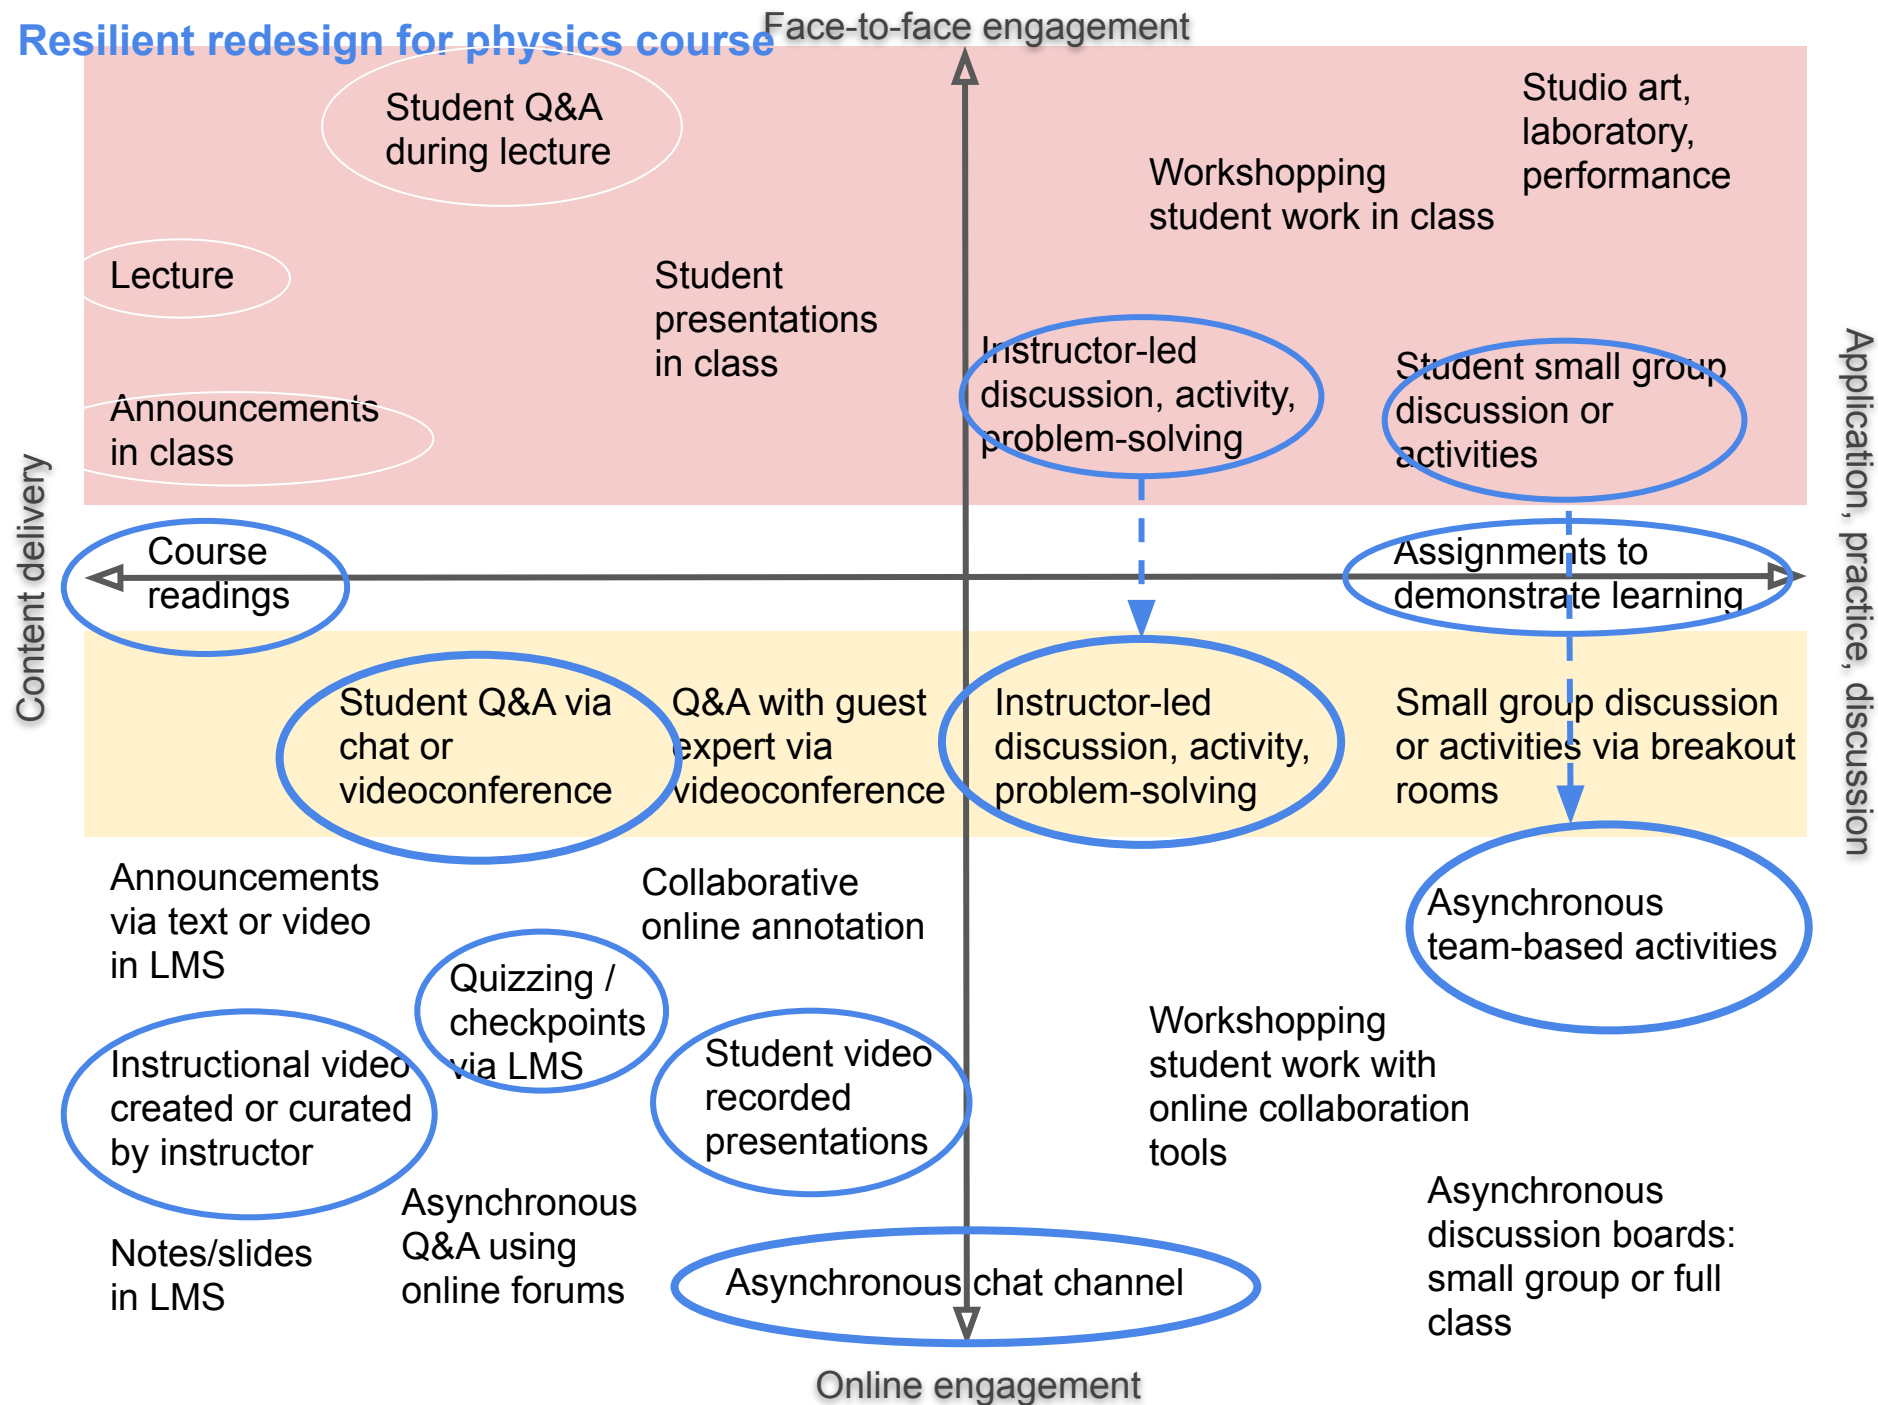 Resilient redesign for physics course
Face-to-face engagement
Student Q&A
during lecture
Studio art,
laboratory,
performance
Workshopping
student work in class
Lecture
Student
presentations
in class
Instructor-led
discussion, activity,
problem-solving
Student small group
discussion or
activities
Announcements
in class
Content delivery
Application, practice, discussion
Course
readings
Assignments to
demonstrate learning
Student Q&A via
chat or
videoconference
Q&A with guest
expert via
videoconference
Instructor-led
discussion, activity,
problem-solving
Small group discussion
or activities via breakout
rooms
Announcements
via text or video
in LMS
Collaborative
online annotation
Asynchronous
team-based activities
Quizzing /
checkpoints
via LMS
Instructional video
created or curated
by instructor
Student video
recorded
presentations
Workshopping
student work with
online collaboration
tools
Notes/slides
in LMS
Asynchronous
Q&A using
online forums
Asynchronous chat channel
Asynchronous
discussion boards:
small group or full
class
Online engagement